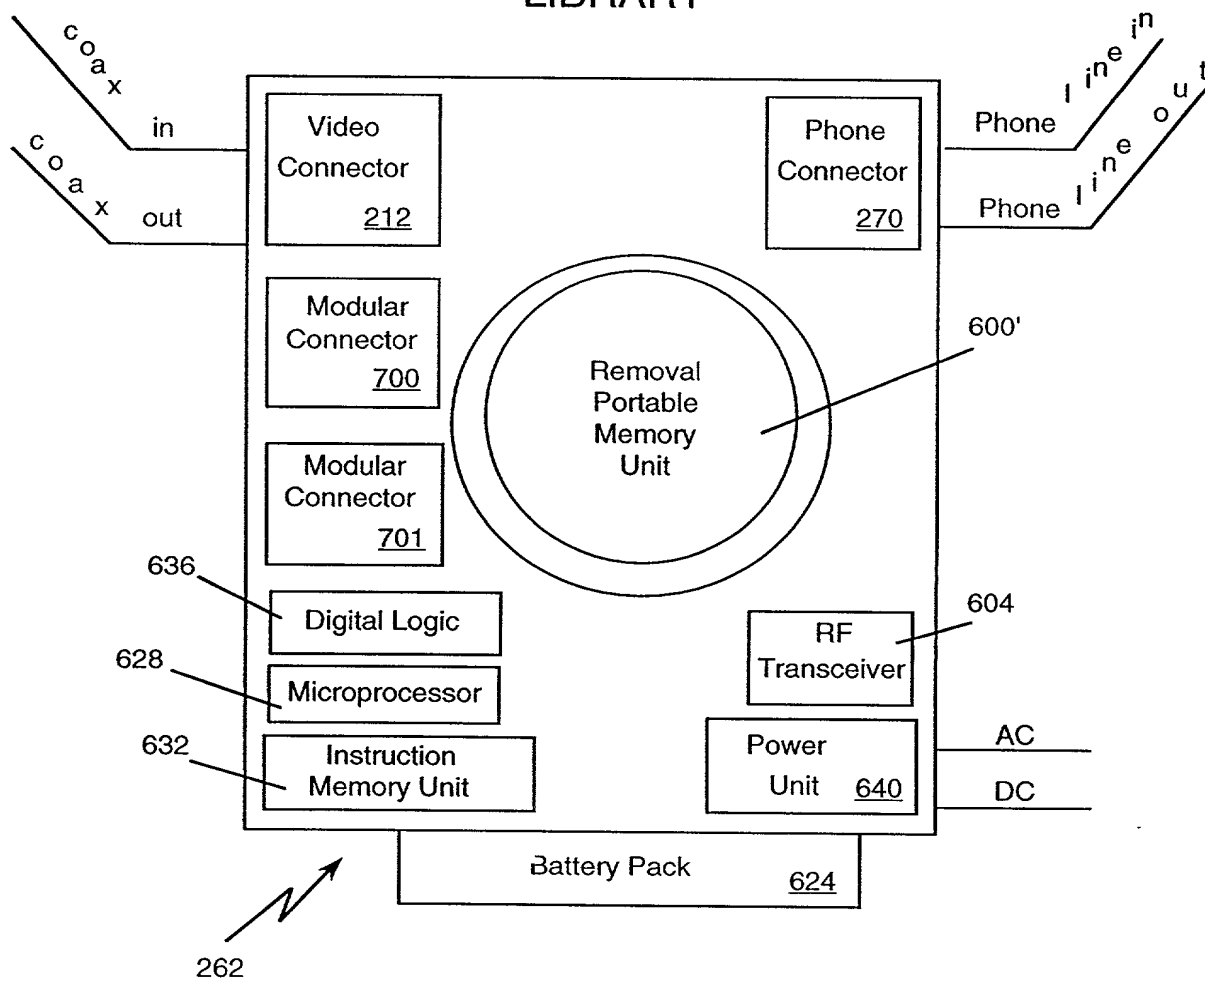 LIBRARY
coax in
coax out
Video
Connector
212
Phone
Connector
270
Phone line in
Phone line out
Modular
Connector
700
Removal
Portable
Memory
Unit
600'
Modular
Connector
701
636
Digital Logic
RF
Transceiver
604
628
Microprocessor
632
Instruction
Memory Unit
Power
Unit
640
AC
DC
Battery Pack
624
262